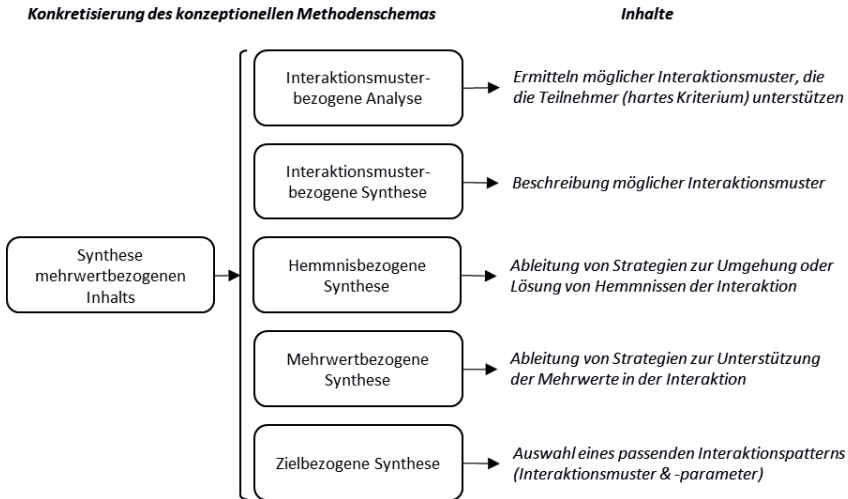 Konkretisierung des konzeptionellen Methodenschemas
Inhalte
Interaktionsmuster-
bezogene Analyse
Ermitteln möglicher Interaktionsmuster, die
die Teilnehmer (hartes Kriterium) unterstützen
Interaktionsmuster-
bezogene Synthese
Beschreibung möglicher Interaktionsmuster
Synthese
mehrwertbezogenen
Inhalts
Hemmnisbezogene
Synthese
Ableitung von Strategien zur Umgehung oder
Lösung von Hemmnissen der Interaktion
Mehrwertbezogene
Synthese
Ableitung von Strategien zur Unterstützung
der Mehrwerte in der Interaktion
Zielbezogene Synthese
Auswahl eines passenden Interaktionspatterns
(Interaktionsmuster & -parameter)